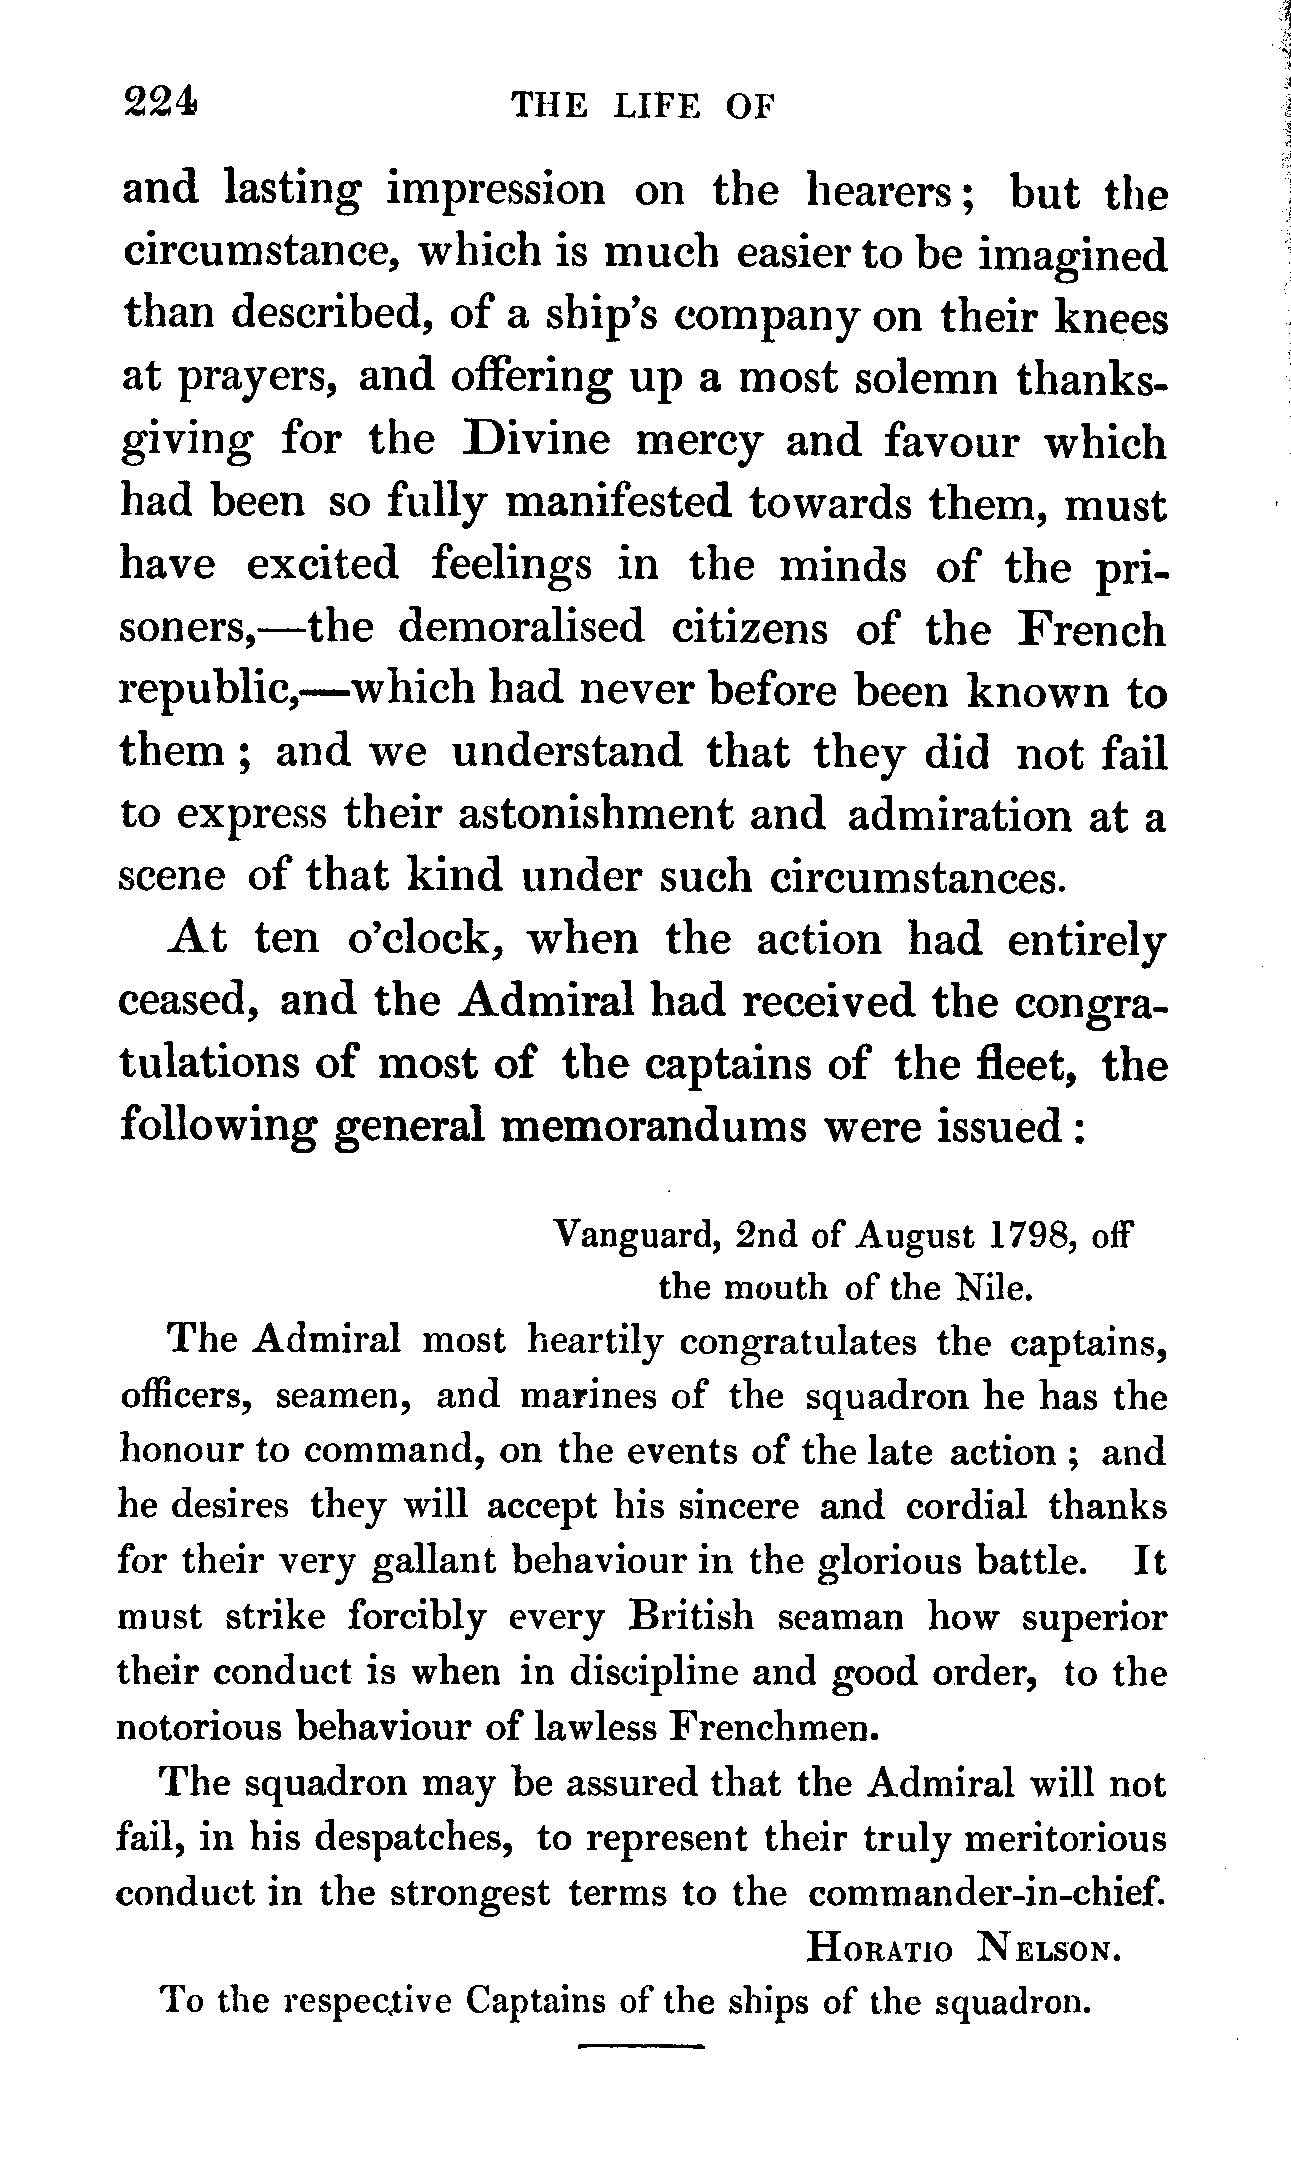 224 THE LIFE OF
and lasting impression on the hearers; but the
circumstance, which is much easier to be imagined
than described, of a ship's company on their knees
at prayers, and offering up a most solemn thanks-
giving for the Divine mercy and favour which
had been so fully manifested towards them, must
have excited feelings in the minds of the pri-
soners,—the demoralised citizens of the French
republic,—which had never before been known to
them; and we understand that they did not fail
to express their astonishment and admiration at a
scene of that kind under such circumstances.
At ten o'clock, when the action had entirely
ceased, and the Admiral had received the congra-
tulations of most of the captains of the fleet, the
following general memorandums were issued:
Vanguard, 2nd of August 1798, off
the mouth of the Nile.
The Admiral most heartily congratulates the captains,
officers, seamen, and marines of the squadron he has the
honour to command, on the events of the late action; and
he desires they will accept his sincere and cordial thanks
for their very gallant behaviour in the glorious battle. It
must strike forcibly every British seaman how superior
their conduct is when in discipline and good order, to the
notorious behaviour of lawless Frenchmen.
The squadron may be assured that the Admiral will not
fail, in his despatches, to represent their truly meritorious
conduct in the strongest terms to the commander-in-chief.
HORATIO NELSON.
To the respective Captains of the ships of the squadron.